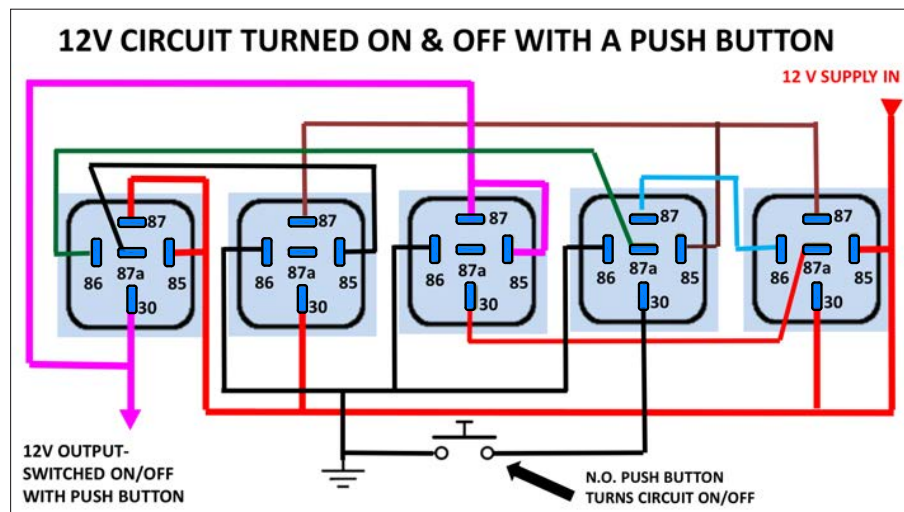 12V CIRCUIT TURNED ON & OFF WITH A PUSH BUTTON
12 V SUPPLY IN
87
87
87
87
87
86
87a
85
86
87a
85
86
87a
85
86
87a
85
86
87a
85
30
30
30
30
30
12V OUTPUT-
SWITCHED ON/OFF
WITH PUSH BUTTON
N.O. PUSH BUTTON
TURNS CIRCUIT ON/OFF